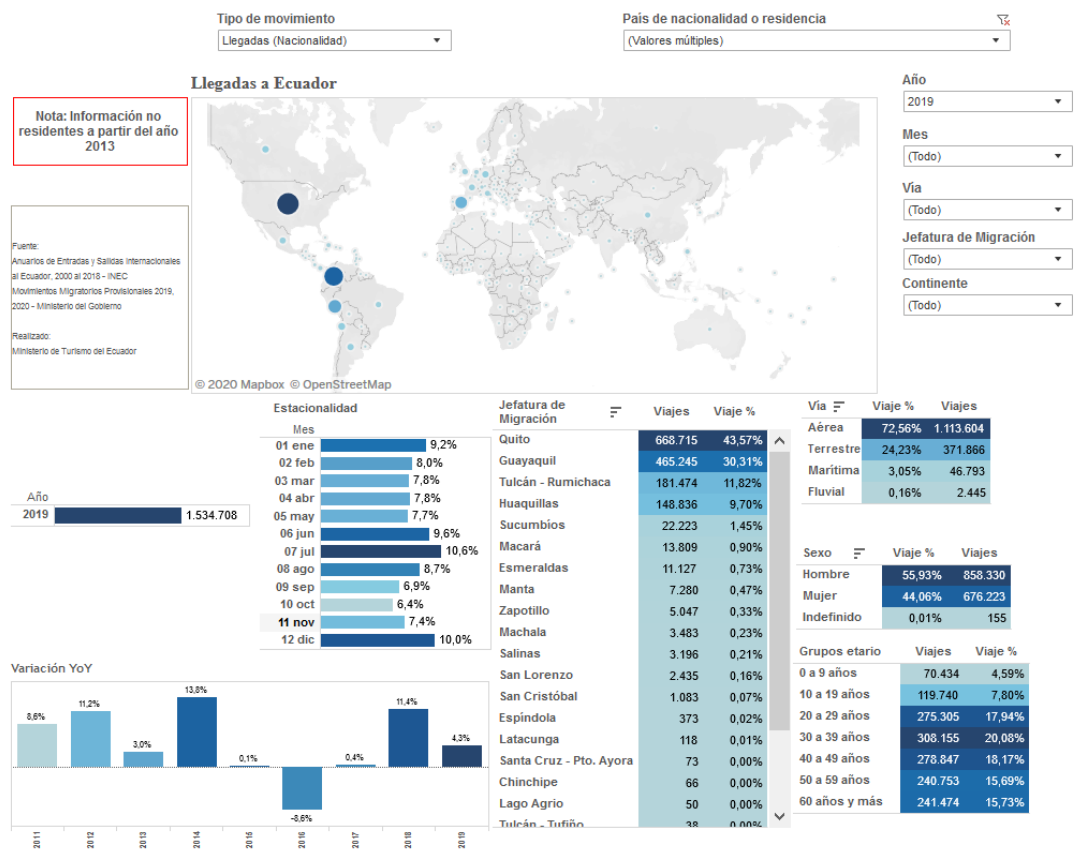 Tipo de movimiento
Llegadas (Nacionalidad)
País de nacionalidad o residencia
(Valores múltiples)
Llegadas a Ecuador
Nota: Información no
residentes a partir del año
2013
Fuente:
Anuarios de Entradas y Salidas Internacionales
al Ecuador, 2000 al 2018 - INEC
Movimientos Migratorios Provisionales 2019,
2020 - Ministerio del Gobierno
Realizado:
Ministerio de Turismo del Ecuador
© 2020 Mapbox © OpenStreetMap
Año
2019
Mes
(Todo)
Vía
(Todo)
Jefatura de Migración
(Todo)
Continente
(Todo)
Año
2019 1.534.708
Estacionalidad
Mes
01 ene 9,2%
02 feb 8,0%
03 mar 7,8%
04 abr 7,8%
05 may 7,7%
06 jun 9,6%
07 jul 10,6%
08 ago 8,7%
09 sep 6,9%
10 oct 6,4%
11 nov 7,4%
12 dic 10,0%
Variación YoY
8,6% 11,2% 3,0% 13,8% 0,1% -8,6% 0,4% 11,4% 4,3%
2011 2012 2013 2014 2015 2016 2017 2018 2019
Jefatura de
Migración Viajes Viaje %
Quito 668.715 43,57%
Guayaquil 465.245 30,31%
Tulcán - Rumichaca 181.474 11,82%
Huaquillas 148.836 9,70%
Sucumbíos 22.223 1,45%
Macará 13.809 0,90%
Esmeraldas 11.127 0,73%
Manta 7.280 0,47%
Zapotillo 5.047 0,33%
Machala 3.483 0,23%
Salinas 3.196 0,21%
San Lorenzo 2.435 0,16%
San Cristóbal 1.083 0,07%
Espíndola 373 0,02%
Latacunga 118 0,01%
Santa Cruz - Pto. Ayora 73 0,00%
Chinchipe 66 0,00%
Lago Agrio 50 0,00%
Tulcán - Tufiño 38 0,00%
Vía Viaje % Viajes
Aérea 72,56% 1.113.604
Terrestre 24,23% 371.866
Marítima 3,05% 46.793
Fluvial 0,16% 2.445
Sexo Viaje % Viajes
Hombre 55,93% 858.330
Mujer 44,06% 676.223
Indefinido 0,01% 155
Grupos etario Viajes Viaje %
0 a 9 años 70.434 4,59%
10 a 19 años 119.740 7,80%
20 a 29 años 275.305 17,94%
30 a 39 años 308.155 20,08%
40 a 49 años 278.847 18,17%
50 a 59 años 240.753 15,69%
60 años y más 241.474 15,73%